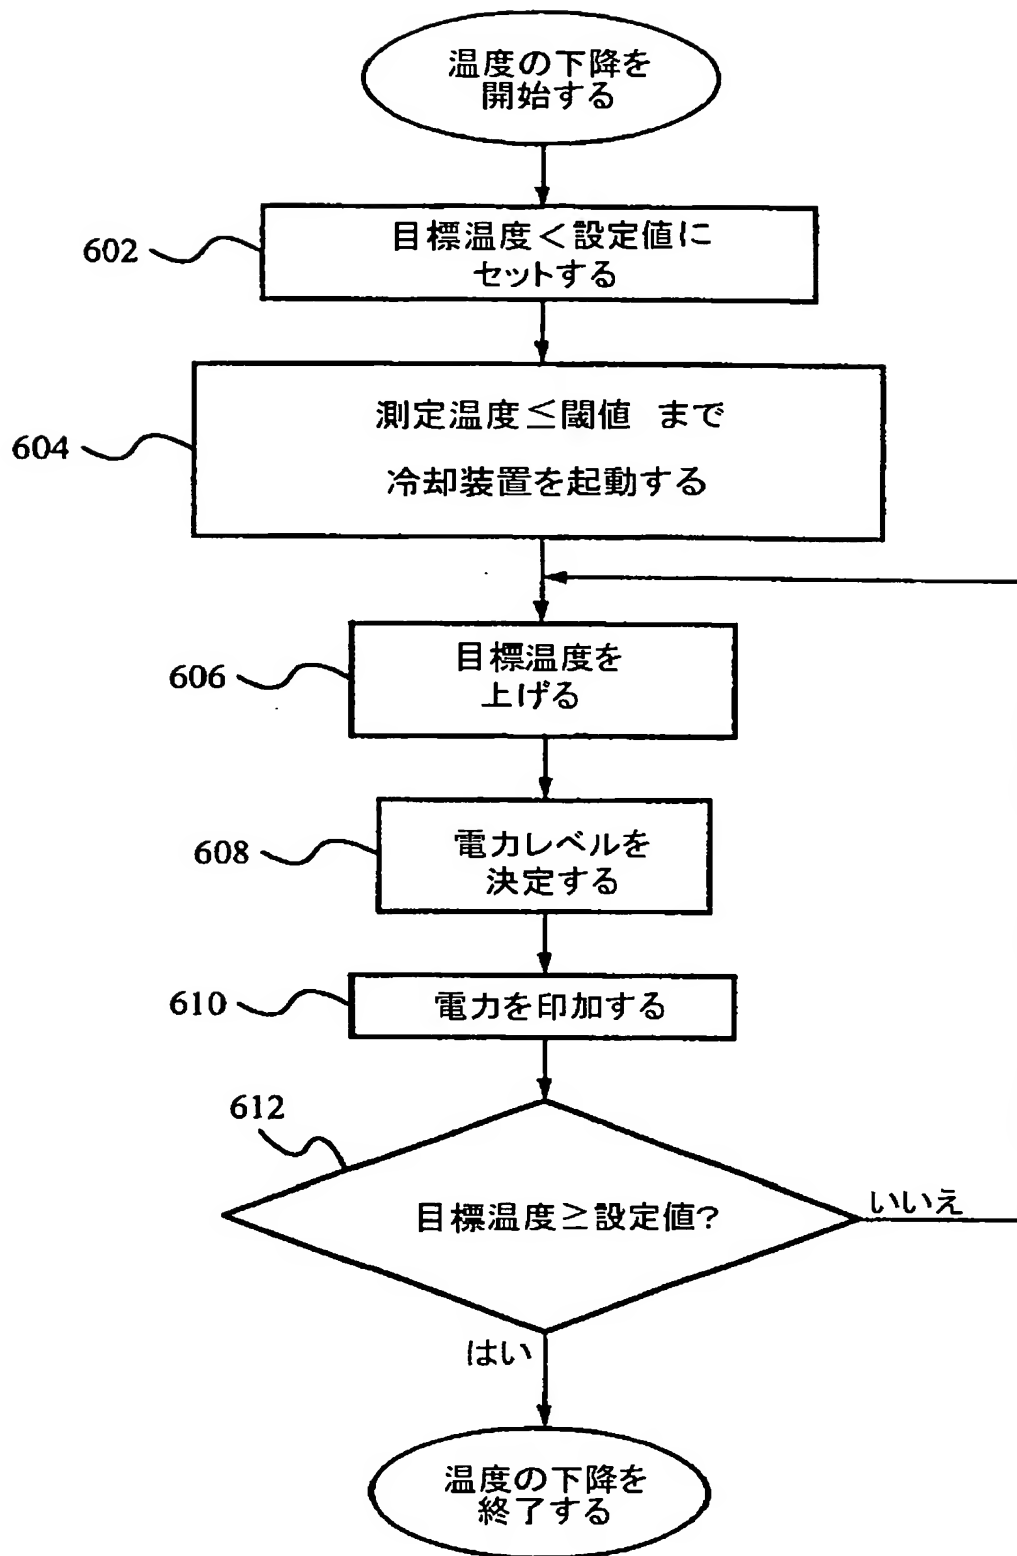 温度の下降を
開始する
602
目標温度＜設定値に
セットする
604
測定温度≤閾値 まで
冷却装置を起動する
606
目標温度を
上げる
608
電力レベルを
決定する
610
電力を印加する
612
目標温度≥設定値?
いいえ
はい
温度の下降を
終了する